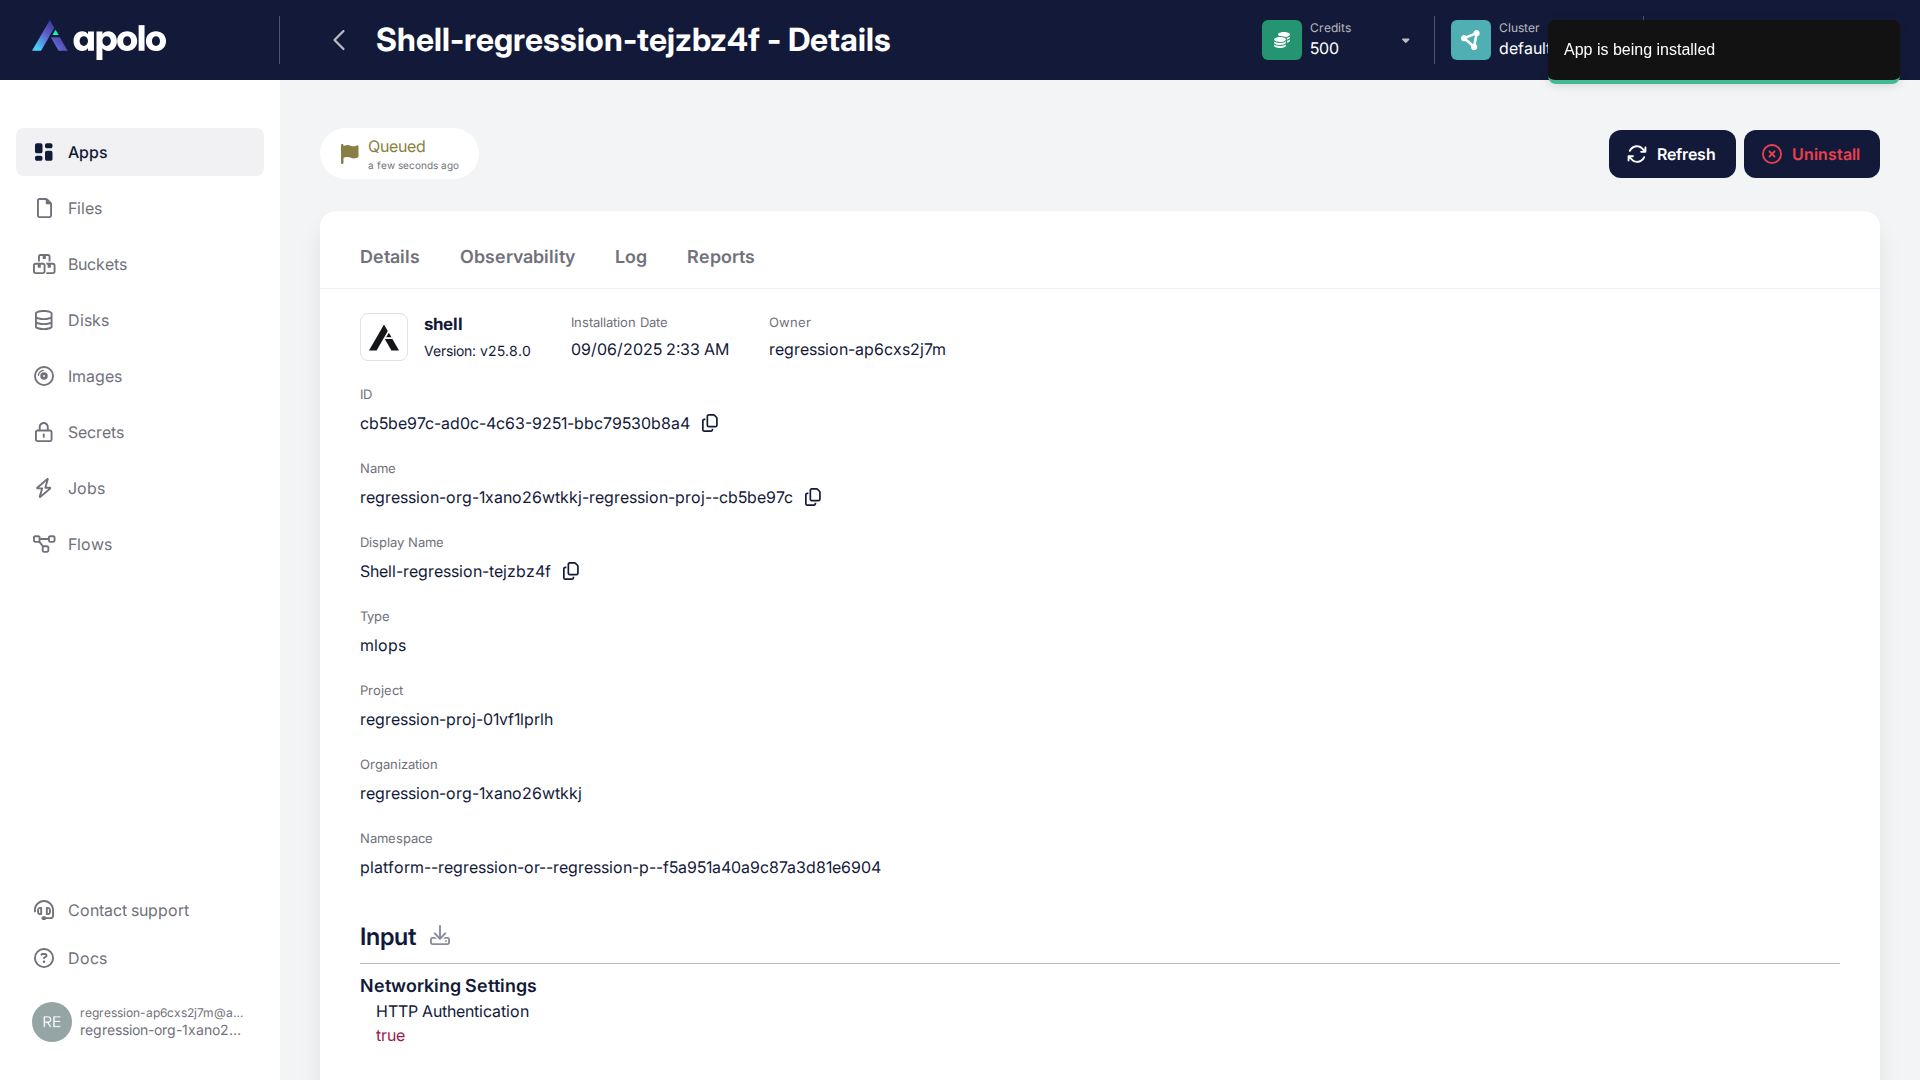 apolo
Shell-regression-tejzbz4f - Details
Credits
500
Cluster
default
App is being installed
Apps
Files
Buckets
Disks
Images
Secrets
Jobs
Flows
Contact support
Docs
RE
regression-ap6cxs2j7m@a...
regression-org-1xano2...
Queued
a few seconds ago
Refresh
Uninstall
Details
Observability
Log
Reports
shell
Version: v25.8.0
Installation Date
09/06/2025 2:33 AM
Owner
regression-ap6cxs2j7m
ID
cb5be97c-ad0c-4c63-9251-bbc79530b8a4
Name
regression-org-1xano26wtkkj-regression-proj--cb5be97c
Display Name
Shell-regression-tejzbz4f
Type
mlops
Project
regression-proj-01vf1lprlh
Organization
regression-org-1xano26wtkkj
Namespace
platform--regression-or--regression-p--f5a951a40a9c87a3d81e6904
Input
Networking Settings
HTTP Authentication
true